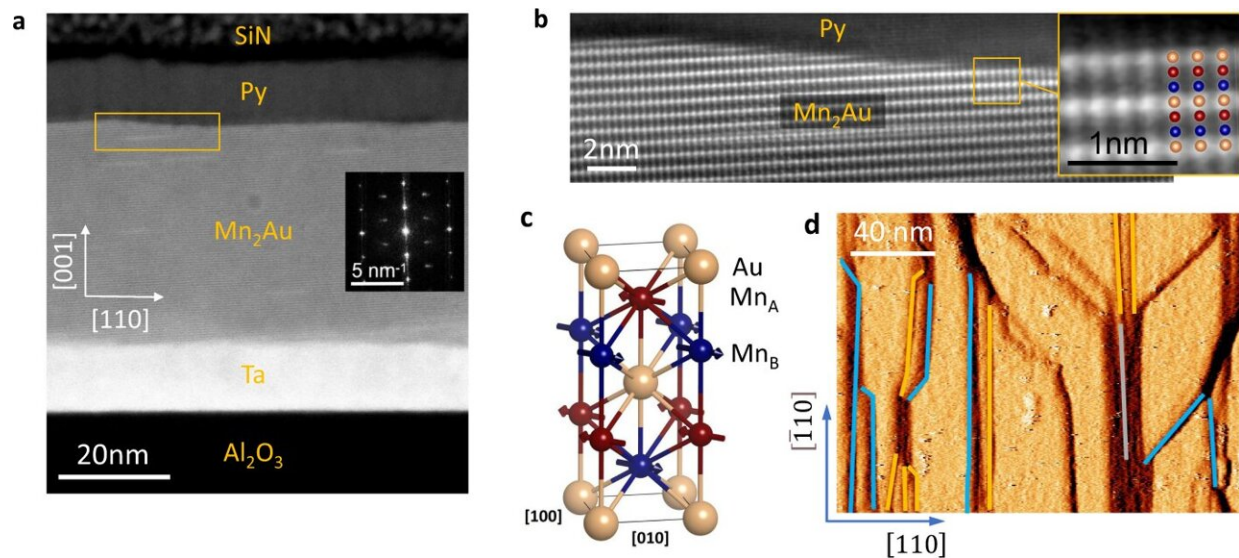 a
SiN
Py
Mn₂Au
[001]
[110]
5 nm⁻¹
Ta
20nm
Al₂O₃
b
Py
Mn₂Au
2nm
1nm
c
Au
Mn_A
Mn_B
[100]
[010]
d
40 nm
[1̅10]
[110]